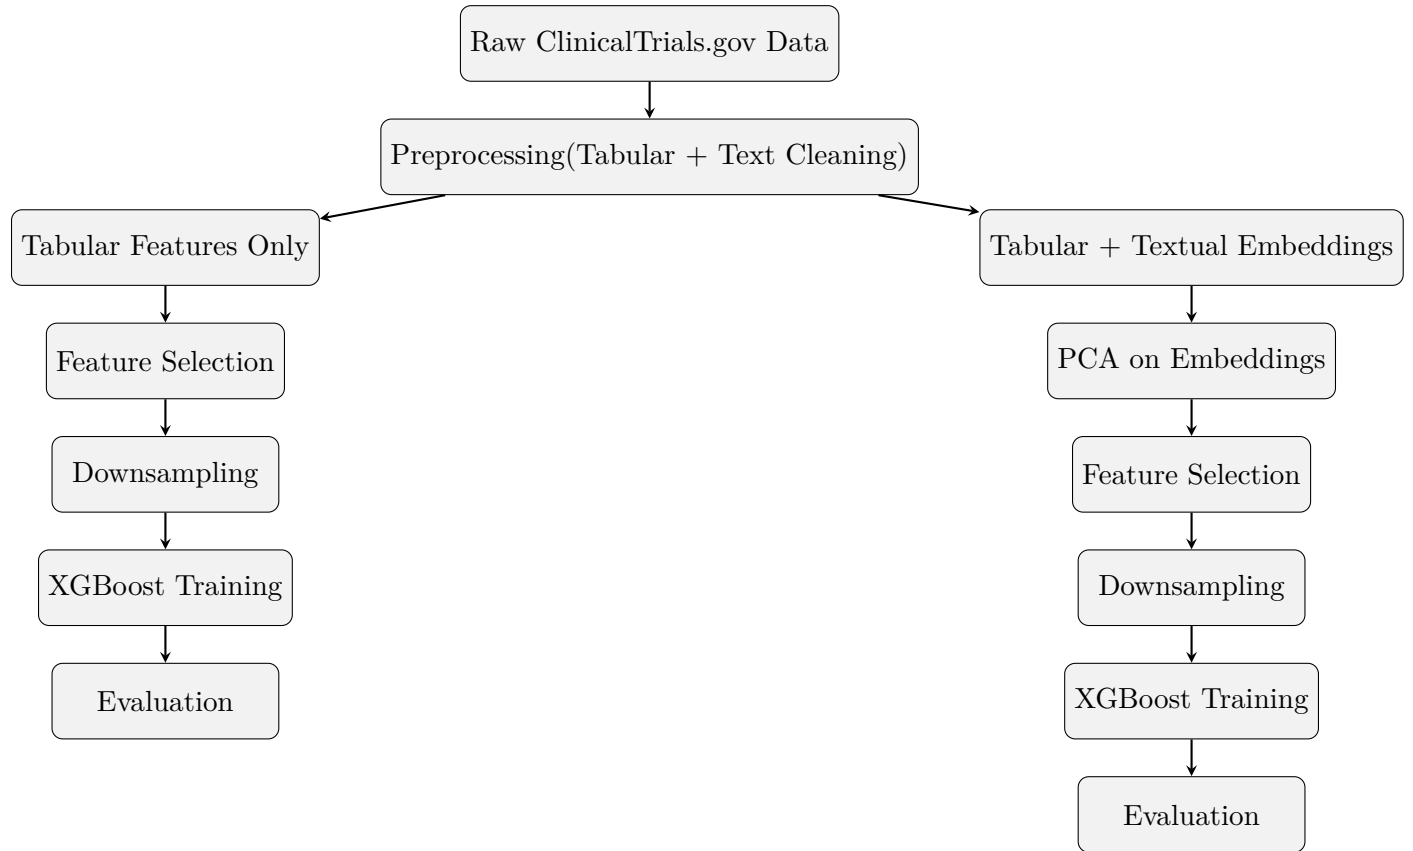 Raw ClinicalTrials.gov Data
Preprocessing(Tabular + Text Cleaning)
Tabular Features Only
Feature Selection
Downsampling
XGBoost Training
Evaluation
Tabular + Textual Embeddings
PCA on Embeddings
Feature Selection
Downsampling
XGBoost Training
Evaluation